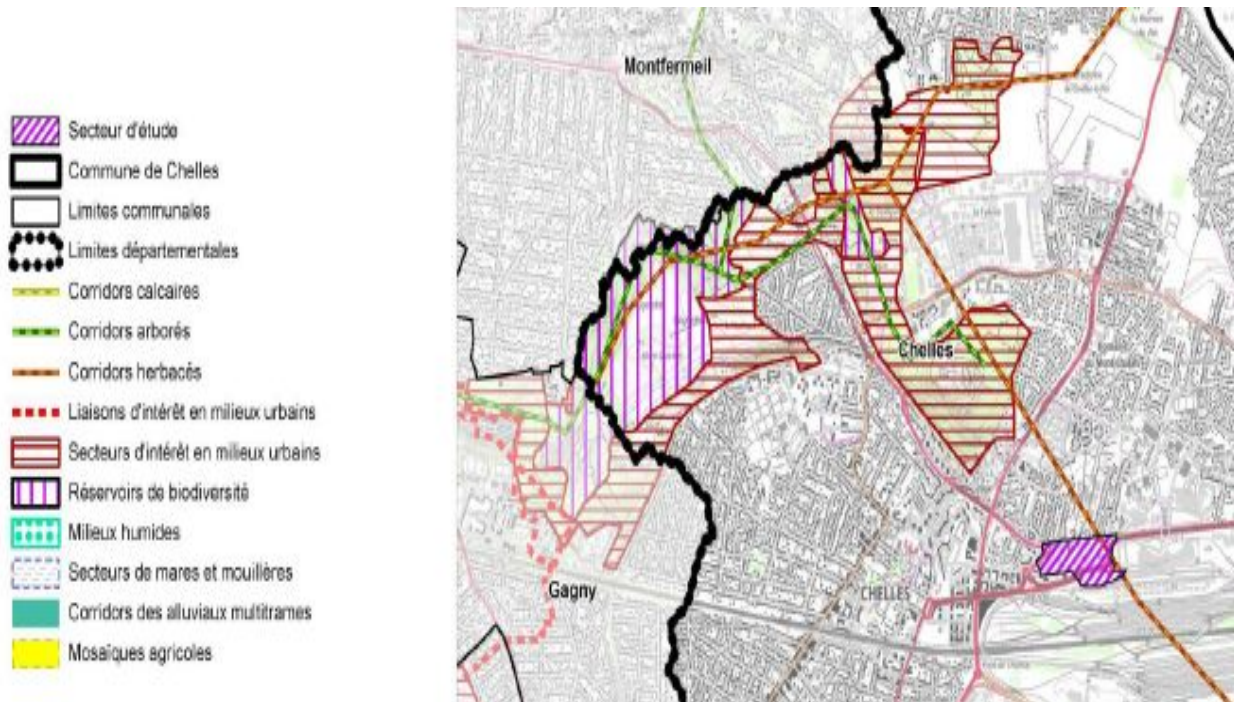 Secteur d'étude
Commune de Chelles
Limites communales
Limites départementales
Corridors calcaires
Corridors arborés
Corridors herbacés
Liaisons d'intérêt en milieux urbains
Secteurs d'intérêt en milieux urbains
Réservoirs de biodiversité
Milieux humides
Secteurs de mares et mouillères
Corridors des alluviaux multitrames
Mosaïques agricoles
Montfermeil
Chelles
Gagny
CHELLES